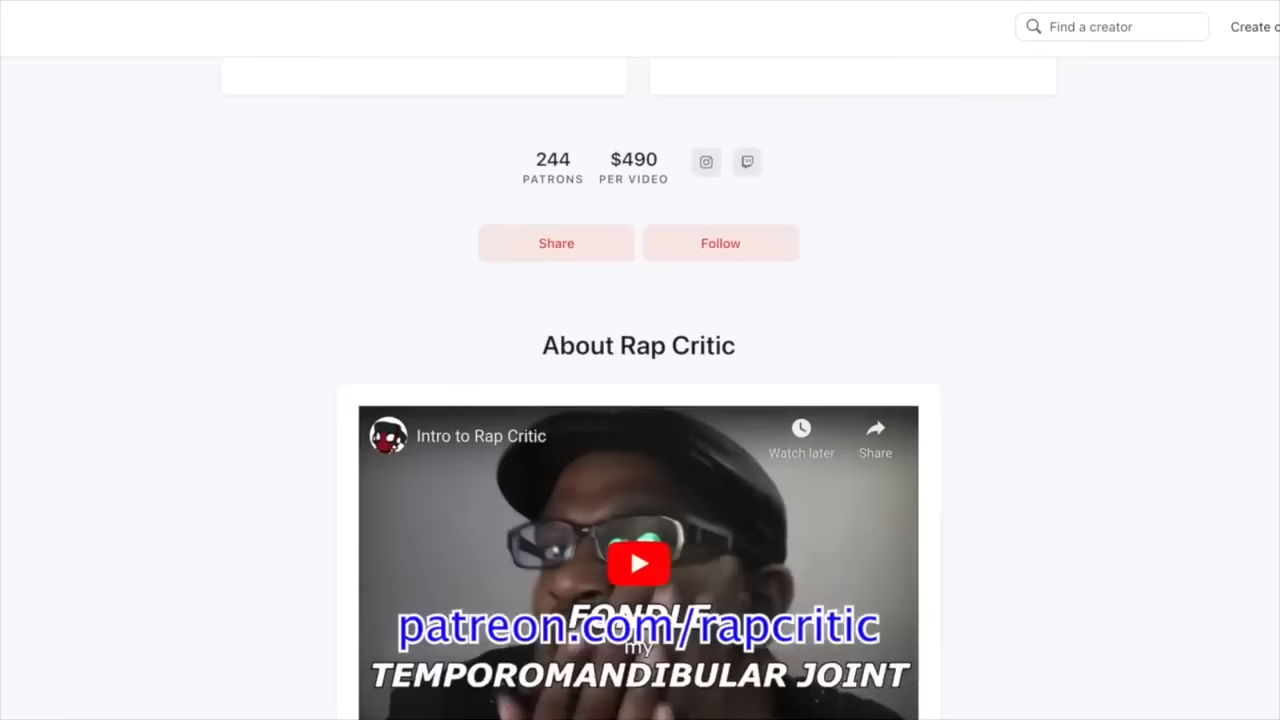 Find a creator
Create c
244
PATRONS
$490
PER VIDEO
Share
Follow
About Rap Critic
Intro to Rap Critic
Watch later
Share
FONDLE
patreon.com/rapcritic
my
TEMPOROMANDIBULAR JOINT